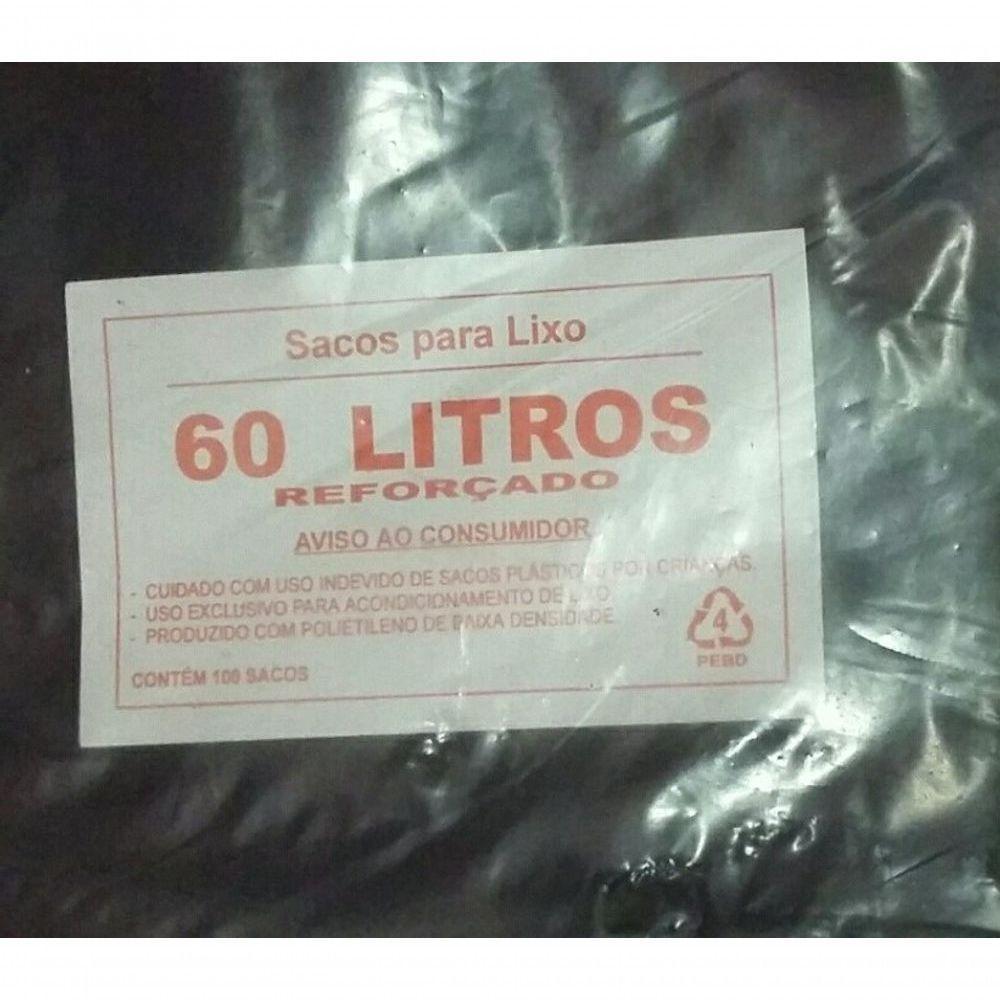 Sacos para Lixo
60 LITROS
REFORÇADO
AVISO AO CONSUMIDOR
- CUIDADO COM USO INDEVIDO DE SACOS PLÁSTICOS POR CRIANÇAS.
- USO EXCLUSIVO PARA ACONDICIONAMENTO DE LIXO
- PRODUZIDO COM POLIETILENO DE BAIXA DENSIDADE
4
PEBD
CONTÉM 100 SACOS